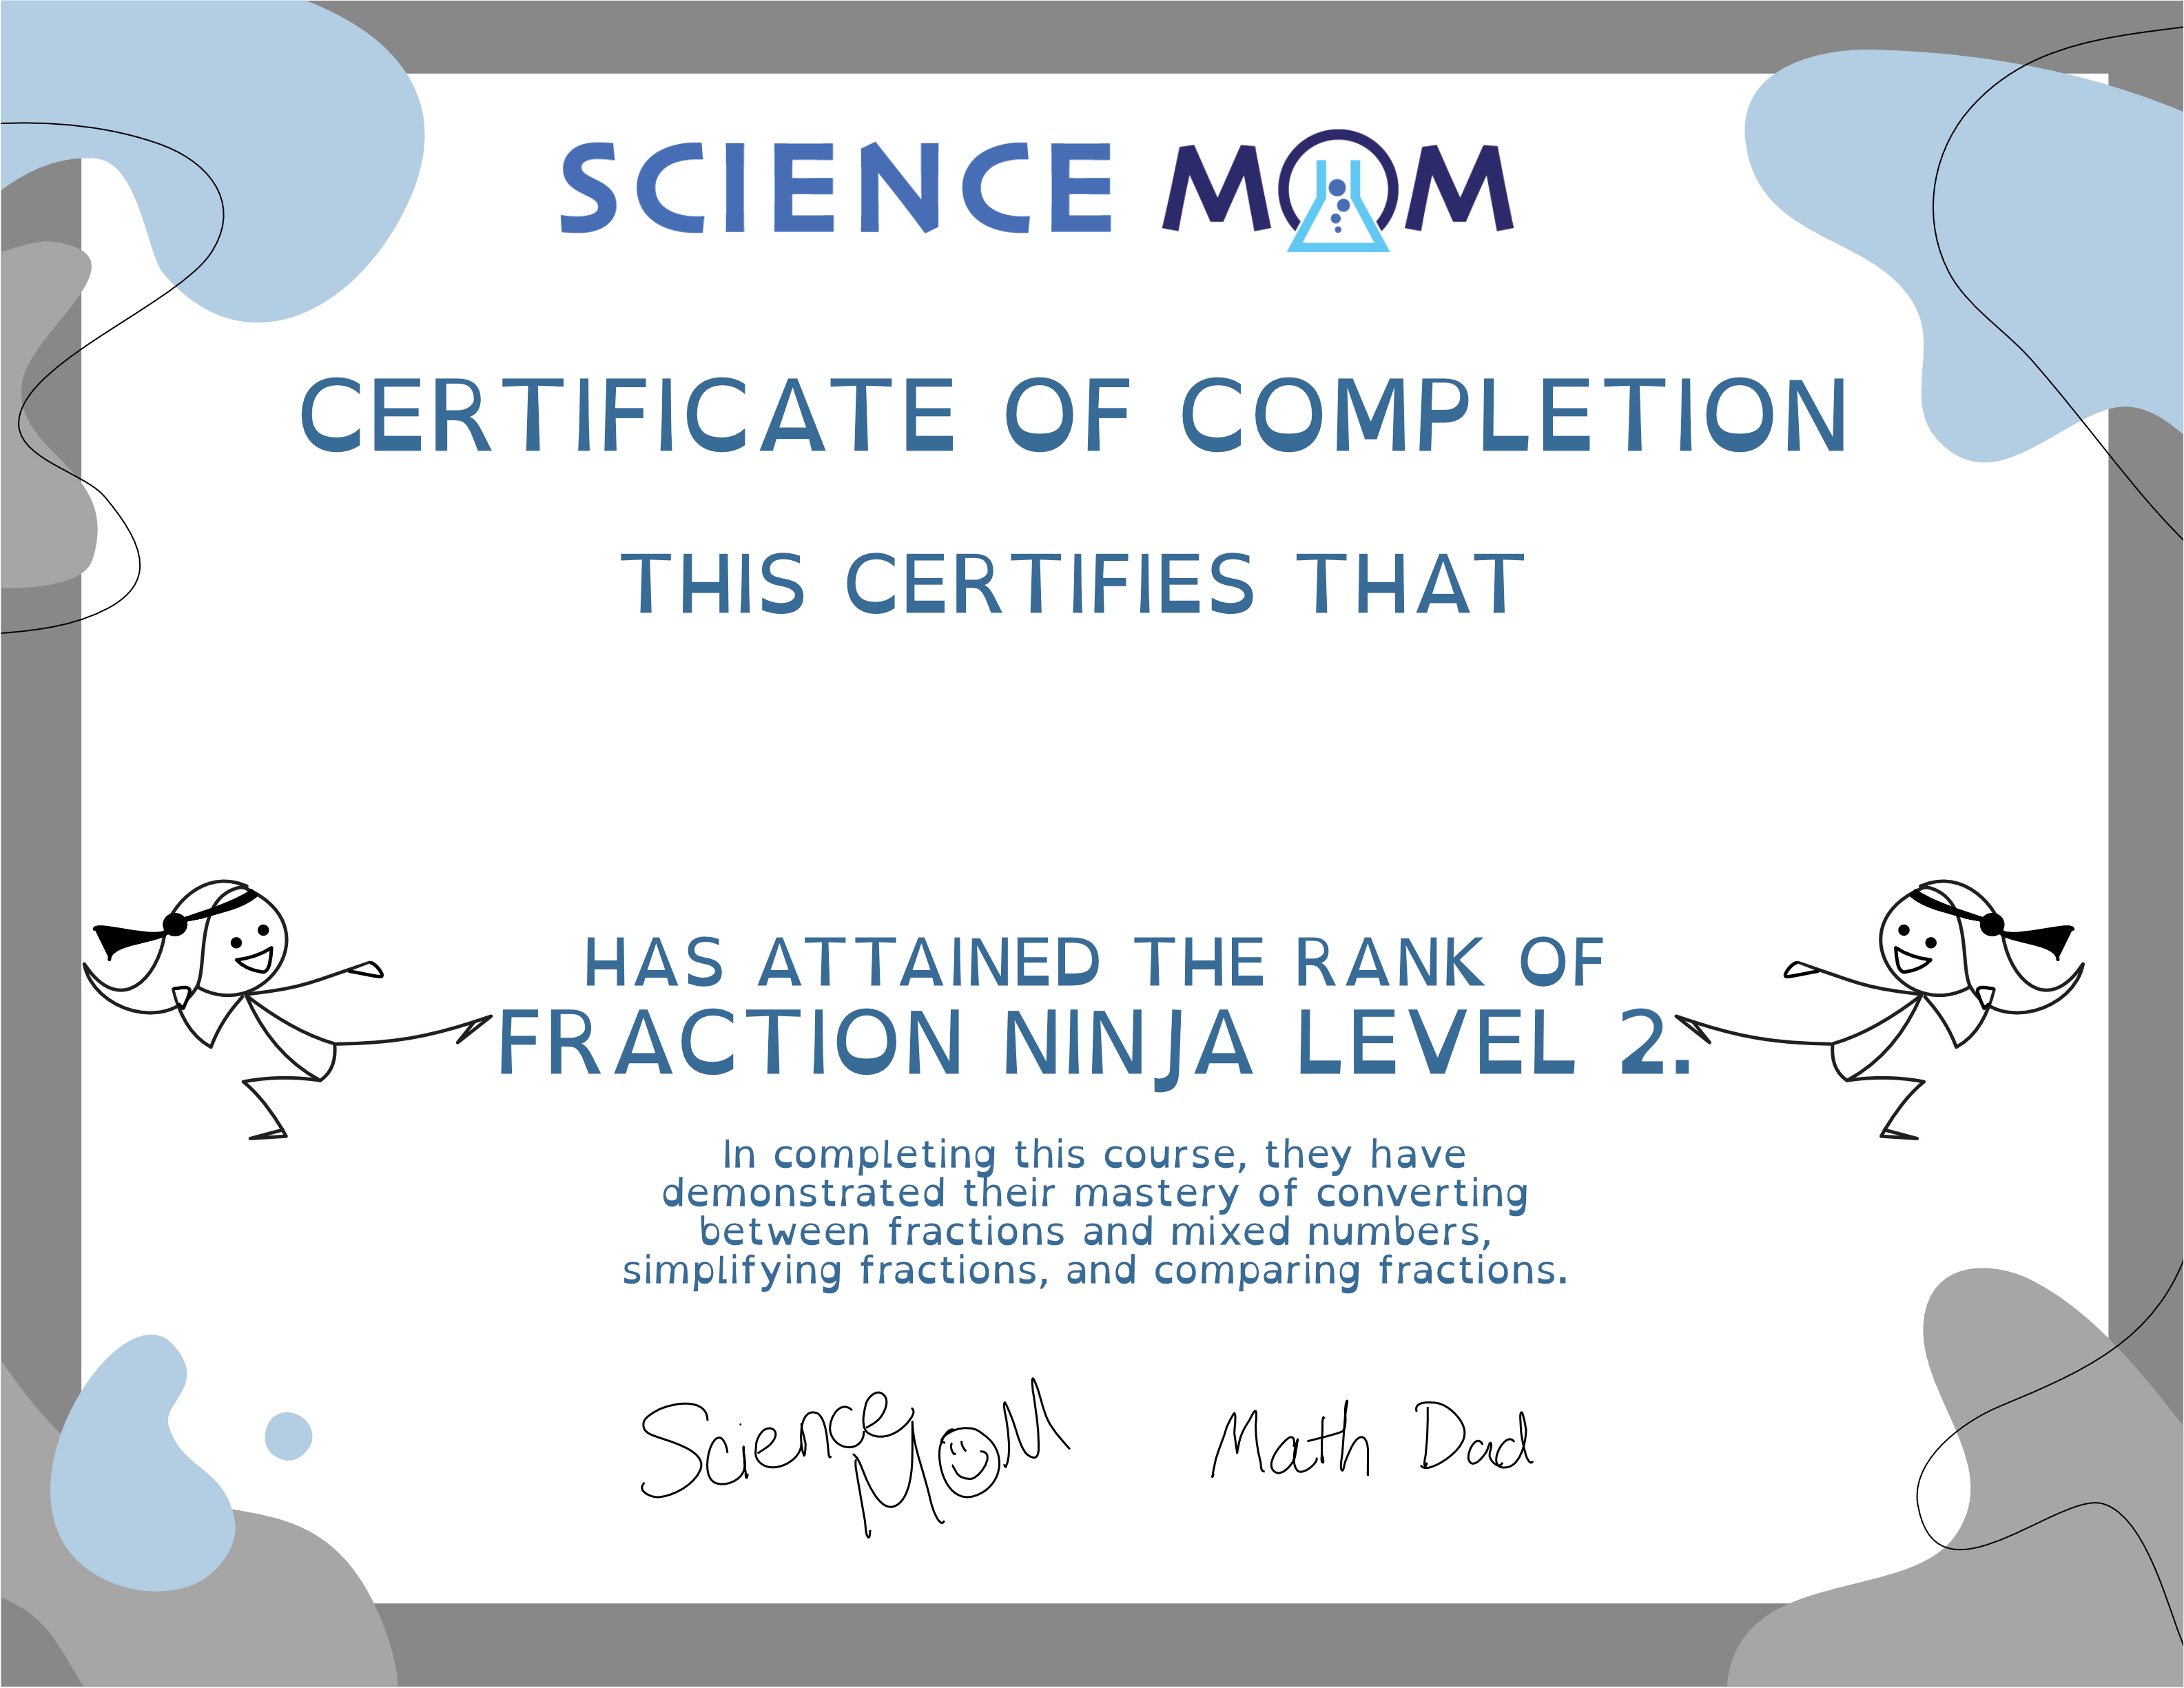 SCIENCE MOM
CERTIFICATE OF COMPLETION
THIS CERTIFIES THAT
HAS ATTAINED THE RANK OF
FRACTION NINJA LEVEL 2.
In completing this course, they have
demonstrated their mastery of converting
between fractions and mixed numbers,
simplifying fractions, and comparing fractions.
Science Mom Math Dad